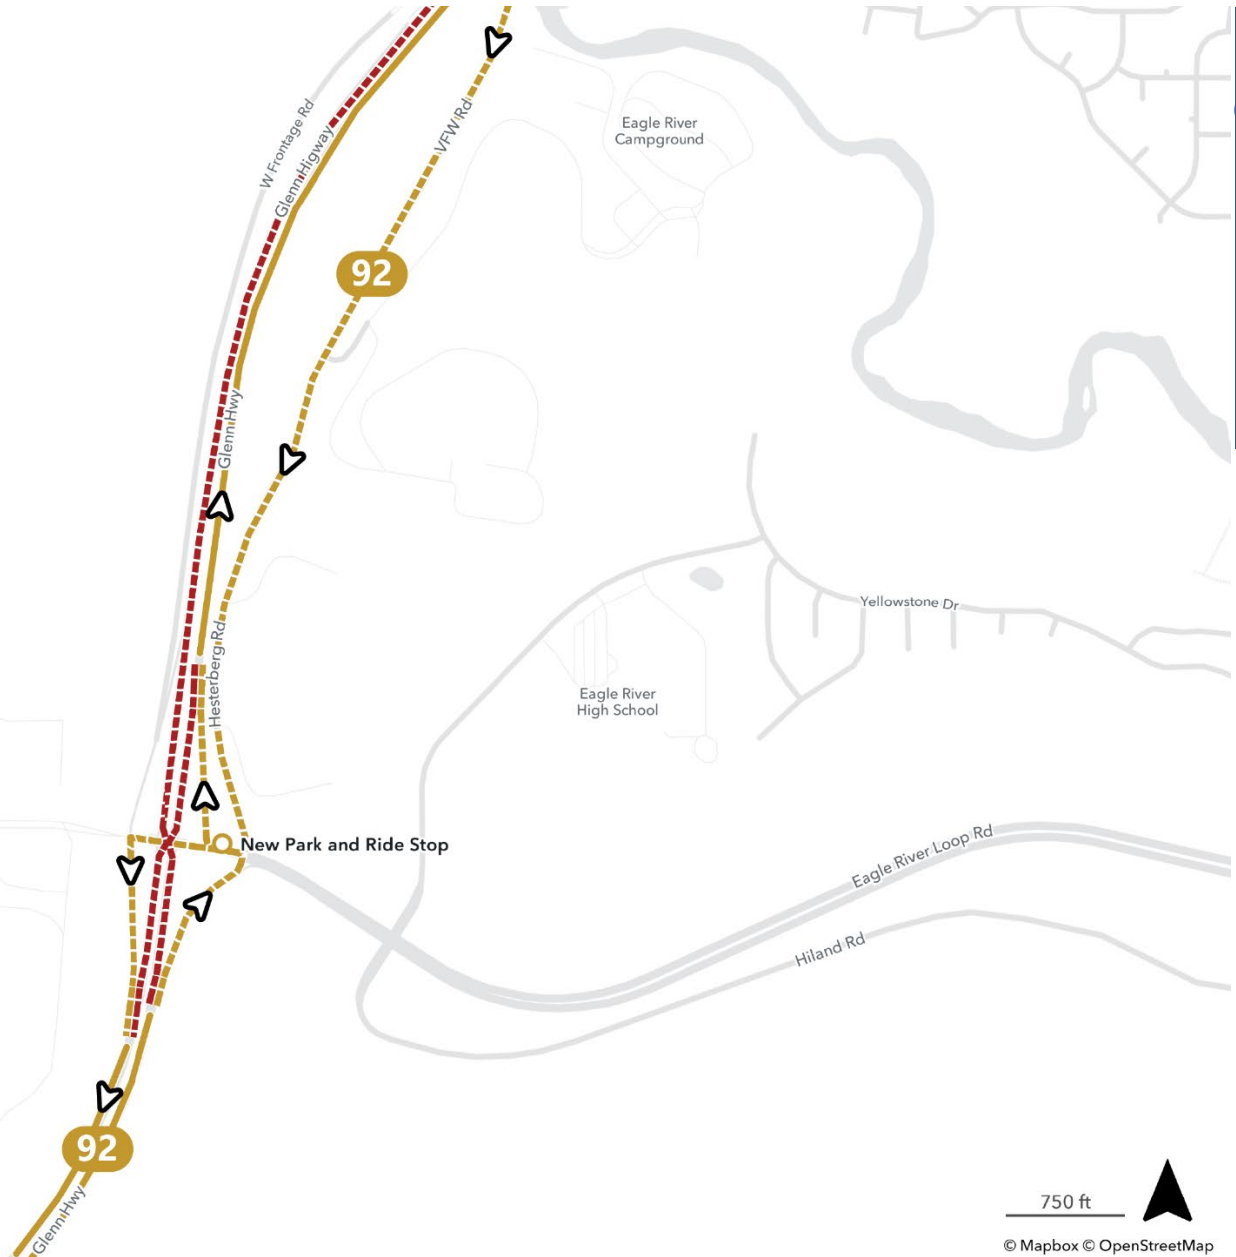 W Frontage Rd
Glenn Higway
VFW Rd
Eagle River
Campground
92
Glenn Hwy
Hesterberg Rd
Yellowstone Dr
Eagle River
High School
New Park and Ride Stop
Eagle River Loop Rd
Hiland Rd
92
Glenn Hwy
750 ft
© Mapbox © OpenStreetMap